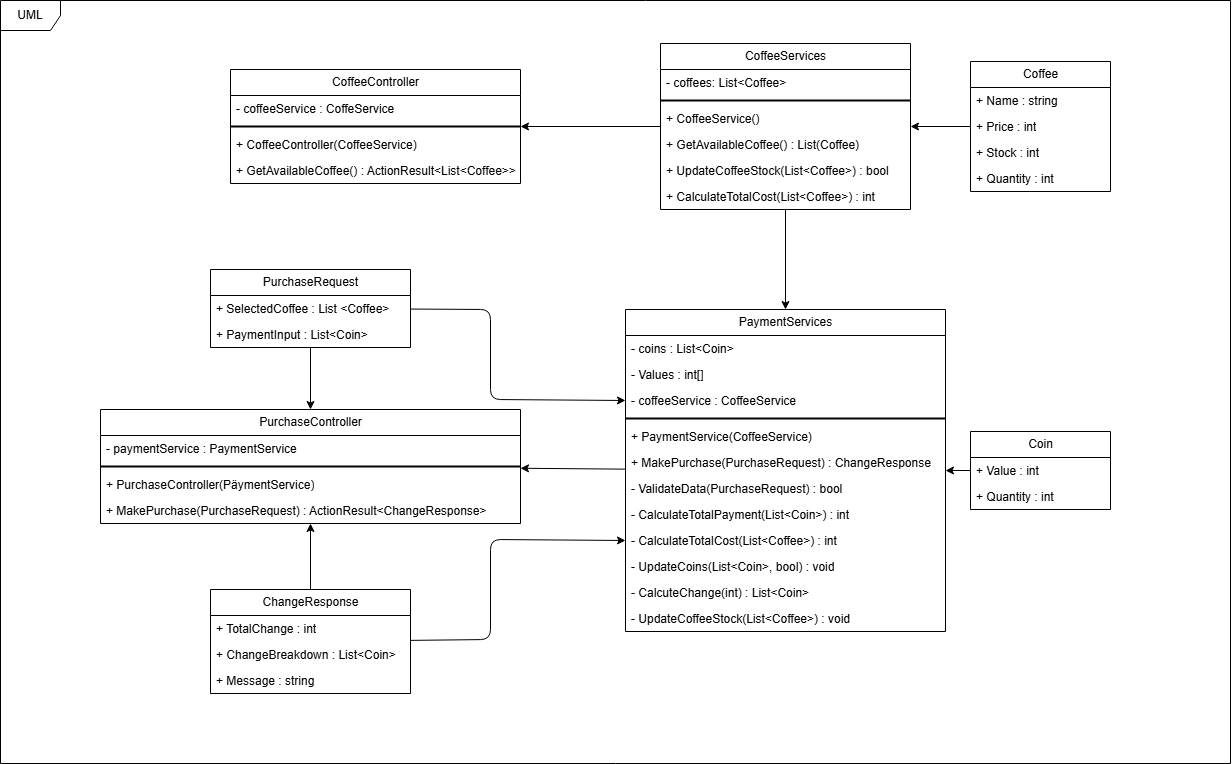 UML
CoffeeController
- coffeeService : CoffeService
+ CoffeeController(CoffeeService)
+ GetAvailableCoffee() : ActionResult<List<Coffee>>
CoffeeServices
- coffees: List<Coffee>
+ CoffeeService()
+ GetAvailableCoffee() : List(Coffee)
+ UpdateCoffeeStock(List<Coffee>) : bool
+ CalculateTotalCost(List<Coffee>) : int
Coffee
+ Name : string
+ Price : int
+ Stock : int
+ Quantity : int
PurchaseRequest
+ SelectedCoffee : List <Coffee>
+ PaymentInput : List<Coin>
PurchaseController
- paymentService : PaymentService
+ PurchaseController(PäymentService)
+ MakePurchase(PurchaseRequest) : ActionResult<ChangeResponse>
ChangeResponse
+ TotalChange : int
+ ChangeBreakdown : List<Coin>
+ Message : string
PaymentServices
- coins : List<Coin>
- Values : int[]
- coffeeService : CoffeeService
+ PaymentService(CoffeeService)
+ MakePurchase(PurchaseRequest) : ChangeResponse
- ValidateData(PurchaseRequest) : bool
- CalculateTotalPayment(List<Coin>) : int
- CalculateTotalCost(List<Coffee>) : int
- UpdateCoins(List<Coin>, bool) : void
- CalcuteChange(int) : List<Coin>
- UpdateCoffeeStock(List<Coffee>) : void
Coin
+ Value : int
+ Quantity : int